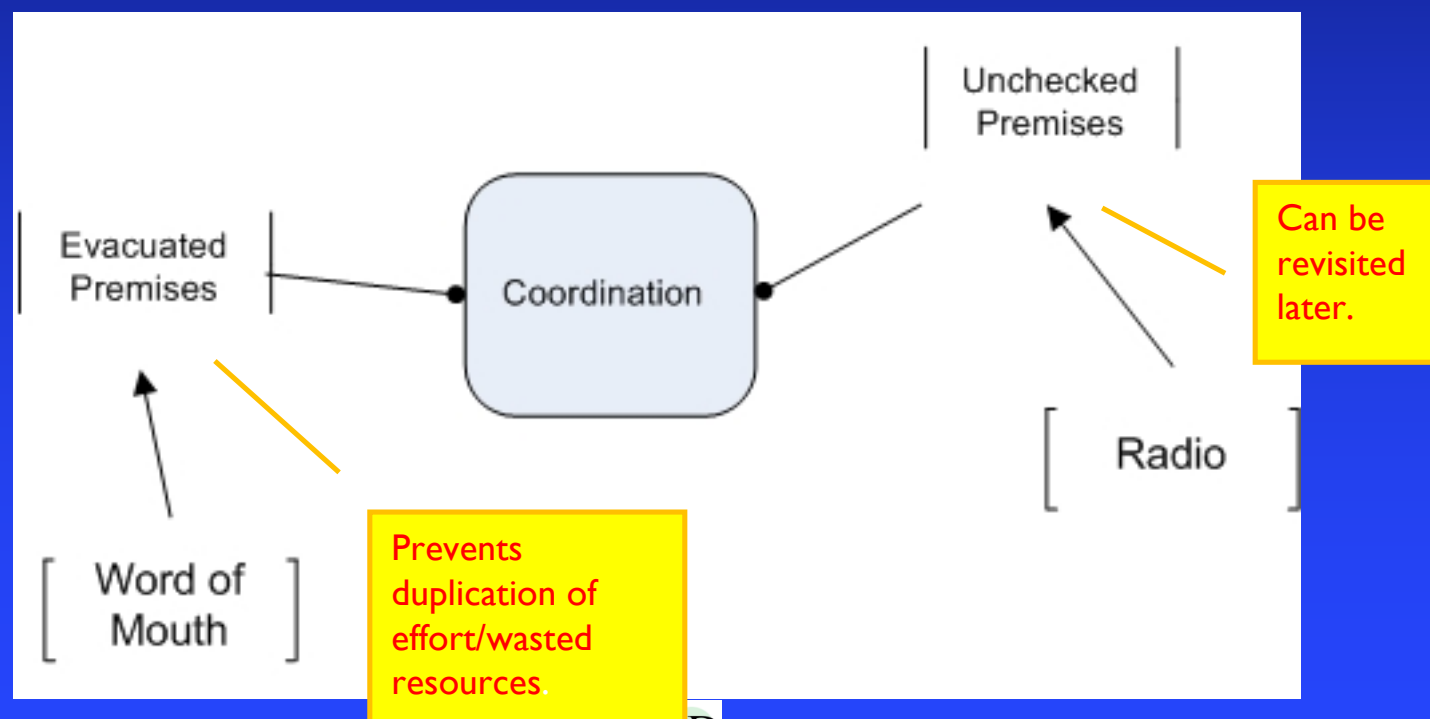 Unchecked
Premises
Evacuated
Premises
Coordination
Can be
revisited
later.
Radio
Word of
Mouth
Prevents
duplication of
effort/wasted
resources.